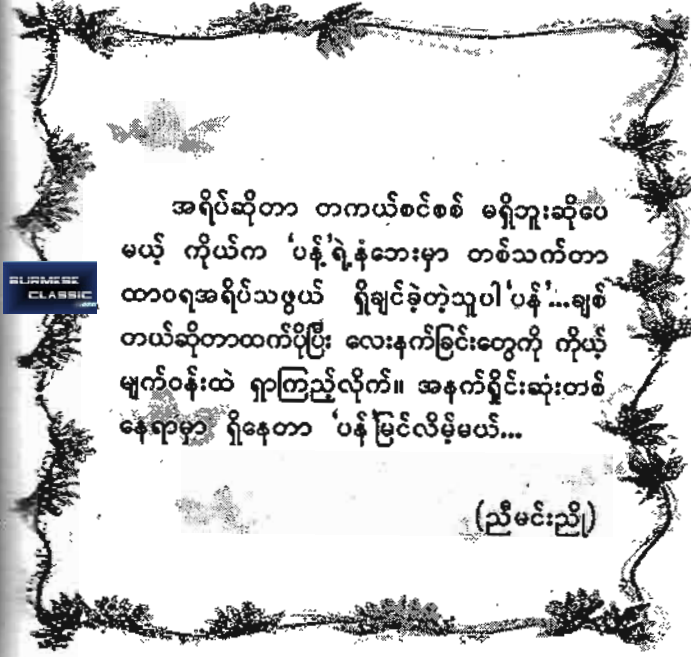 အရိပ်ဆိုတာ တကယ်စင်စစ် မရှိဘူးဆိုပေ
မယ့် ကိုယ်က ‘ပန်’ရဲ့နံဘေးမှာ တစ်သက်တာ
ထာဝရအရိပ်သဖွယ် ရှိချင်ခဲ့တဲ့သူပါ ‘ပန်’...ချစ်
BURMESE
CLASSIC
.com
တယ်ဆိုတာထက်ပိုပြီး လေးနက်ခြင်းတွေကို ကိုယ့်
မျက်ဝန်းထဲ ရှာကြည့်လိုက်။ အနက်ရှိုင်းဆုံးတစ်
နေရာမှာ ရှိနေတာ ‘ပန်’မြင်လိမ့်မယ်...
(ညီမင်းညို)